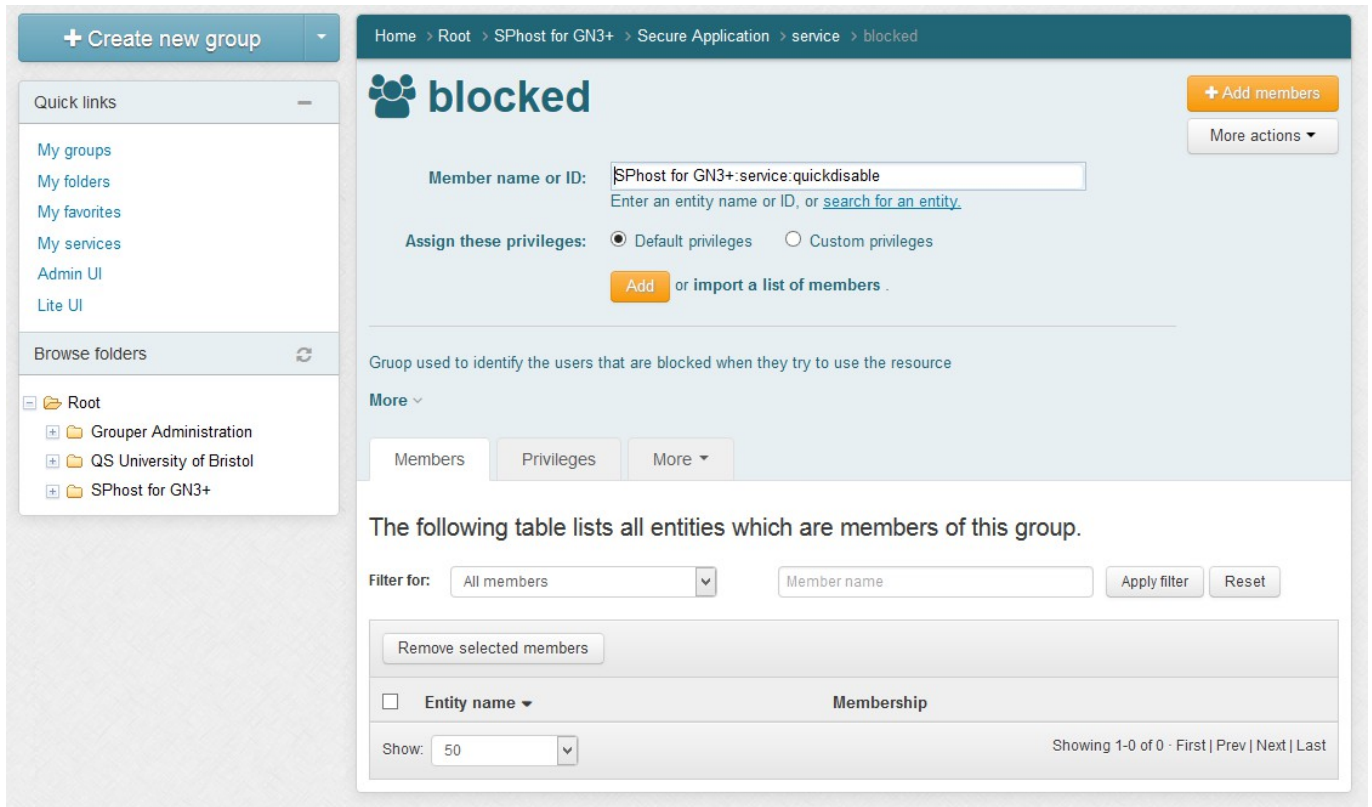 + Create new group
Quick links
My groups
My folders
My favorites
My services
Admin UI
Lite UI
Browse folders
Root
Grouper Administration
QS University of Bristol
SPhost for GN3+
Home > Root > SPhost for GN3+ > Secure Application > service > blocked
blocked
+ Add members
More actions
Member name or ID: SPhost for GN3+:service:quickdisable
Enter an entity name or ID, or search for an entity.
Assign these privileges: Default privileges Custom privileges
Add or import a list of members .
Gruop used to identify the users that are blocked when they try to use the resource
More
Members Privileges More
The following table lists all entities which are members of this group.
Filter for: All members Member name Apply filter Reset
Remove selected members
Entity name Membership
Show: 50 Showing 1-0 of 0 · First | Prev | Next | Last